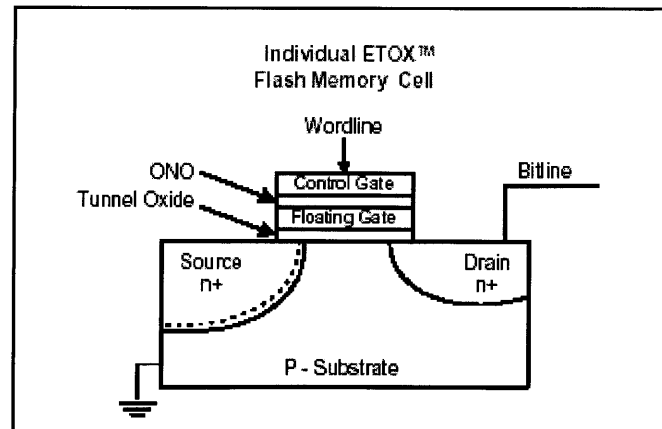 Individual ETOX™
Flash Memory Cell
Wordline
ONO
Control Gate
Bitline
Tunnel Oxide
Floating Gate
Source
n+
Drain
n+
P - Substrate